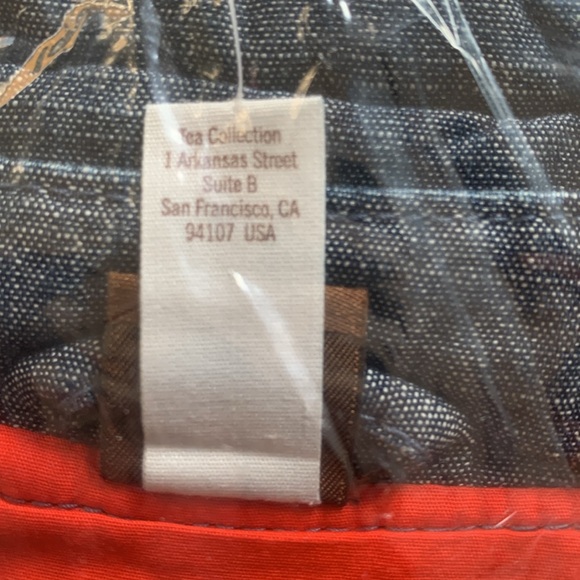 Tea Collection
1 Arkansas Street
Suite B
San Francisco, CA
94107 USA